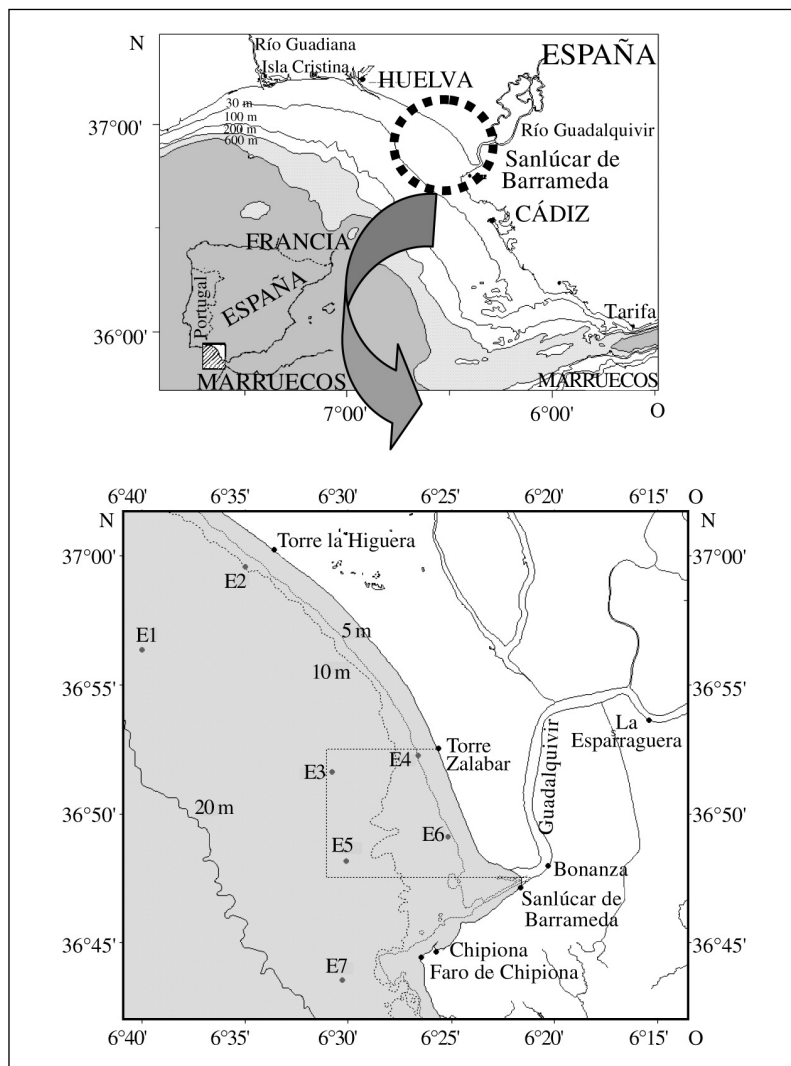 N
Río Guadiana
Isla Cristina
HUELVA
ESPAÑA
30 m
100 m
200 m
600 m
37°00'
Río Guadalquivir
Sanlúcar de
Barrameda
CÁDIZ
FRANCIA
Portugal
ESPAÑA
Tarifa
36°00'
MARRUECOS
MARRUECOS
7°00'
6°00'
O
6°40'
6°35'
6°30'
6°25'
6°20'
6°15'
O
N
N
37°00'
Torre la Higuera
37°00'
E2
E1
5 m
10 m
36°55'
36°55'
La
Esparraguera
Torre
Zalabar
E4
E3
Guadalquivir
20 m
36°50'
36°50'
E6
E5
Bonanza
Sanlúcar de
Barrameda
36°45'
36°45'
Chipiona
Faro de Chipiona
E7
6°40'
6°35'
6°30'
6°25'
6°20'
6°15'
O